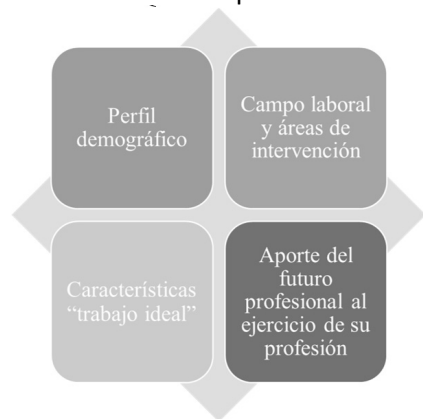 Perfil
demográfico
Campo laboral
y áreas de
intervención
Características
“trabajo ideal”
Aporte del
futuro
profesional al
ejercicio de su
profesión